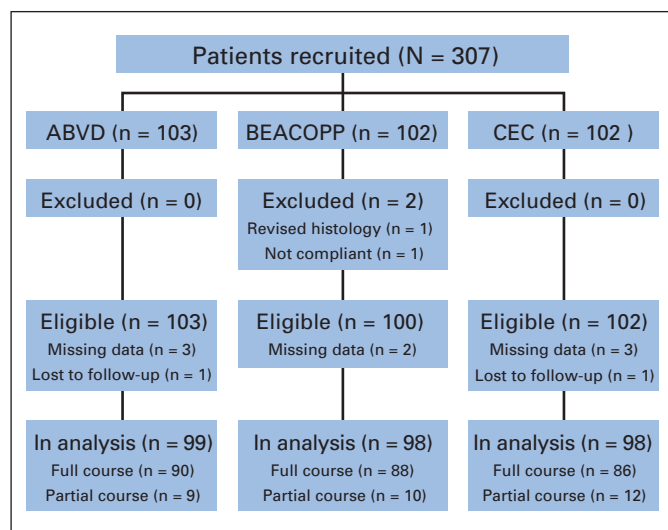 Patients recruited (N = 307)
ABVD (n = 103)
BEACOPP (n = 102)
CEC (n = 102 )
Excluded (n = 0)
Excluded (n = 2)
Revised histology (n = 1)
Not compliant (n = 1)
Excluded (n = 0)
Eligible (n = 103)
Missing data (n = 3)
Lost to follow-up (n = 1)
Eligible (n = 100)
Missing data (n = 2)
Eligible (n = 102)
Missing data (n = 3)
Lost to follow-up (n = 1)
In analysis (n = 99)
Full course (n = 90)
Partial course (n = 9)
In analysis (n = 98)
Full course (n = 88)
Partial course (n = 10)
In analysis (n = 98)
Full course (n = 86)
Partial course (n = 12)